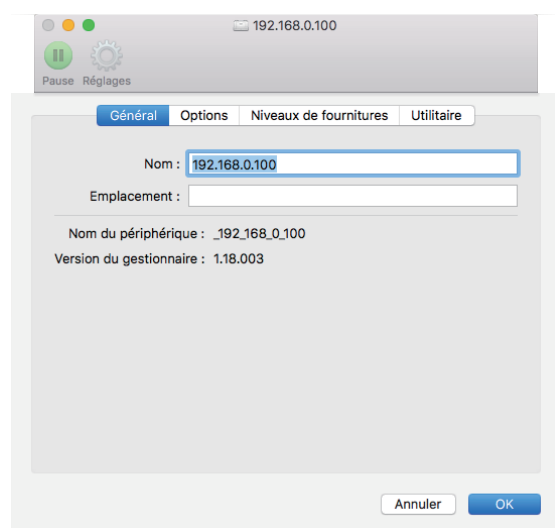 192.168.0.100
Pause Réglages
Général Options Niveaux de fournitures Utilitaire
Nom : 192.168.0.100
Emplacement :
Nom du périphérique : _192_168_0_100
Version du gestionnaire : 1.18.003
Annuler OK